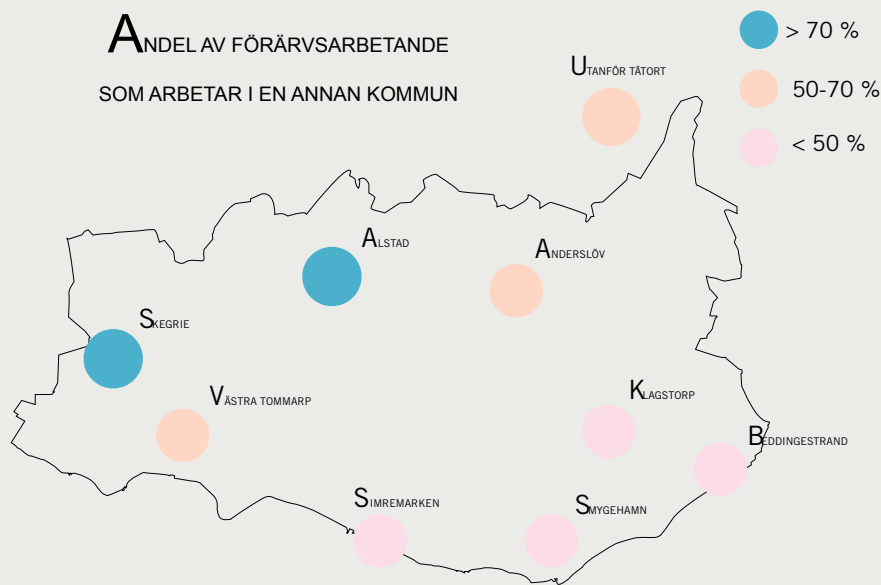 ANDEL AV FÖRÄRVSARBETANDE
SOM ARBETAR I EN ANNAN KOMMUN
> 70 %
50-70 %
< 50 %
UTANFÖR TÄTORT
ALSTAD
ANDERSLÖV
SKEGRIE
VÄSTRA TOMMARP
KLAGSTORP
BEDDINGESTRAND
SIMREMARKEN
SMYGEHAMN